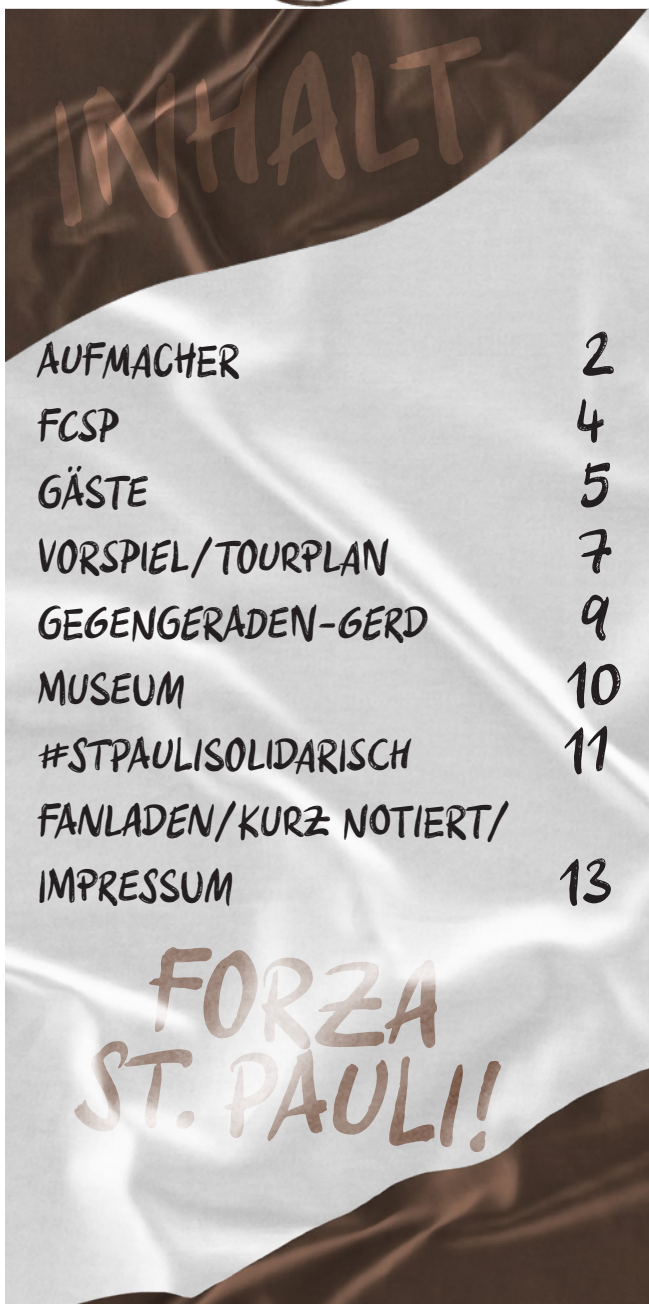 INHALT
AUFMACHER 2
FCSP 4
GÄSTE 5
VORSPIEL/TOURPLAN 7
GEGENGERADEN-GERD 9
MUSEUM 10
#STPAULISOLIDARISCH 11
FANLADEN/KURZ NOTIERT/
IMPRESSUM 13
FORZA
ST. PAULI!